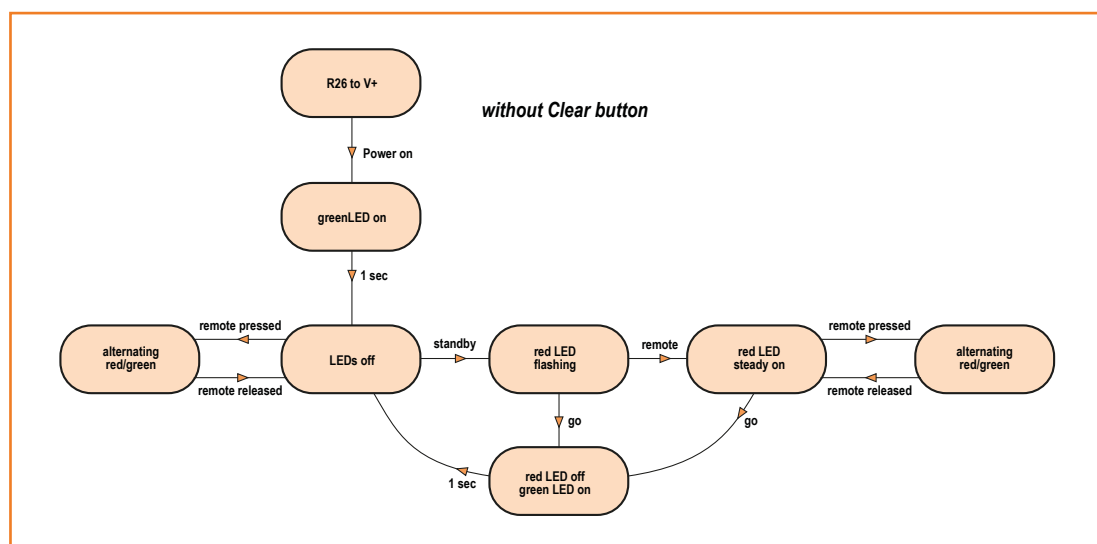 R26 to V+
without Clear button
Power on
greenLED on
1 sec
remote pressed
remote pressed
alternating
red/green
LEDs off
standby
red LED
flashing
remote
red LED
steady on
alternating
red/green
remote released
remote released
go
go
1 sec
red LED off
green LED on